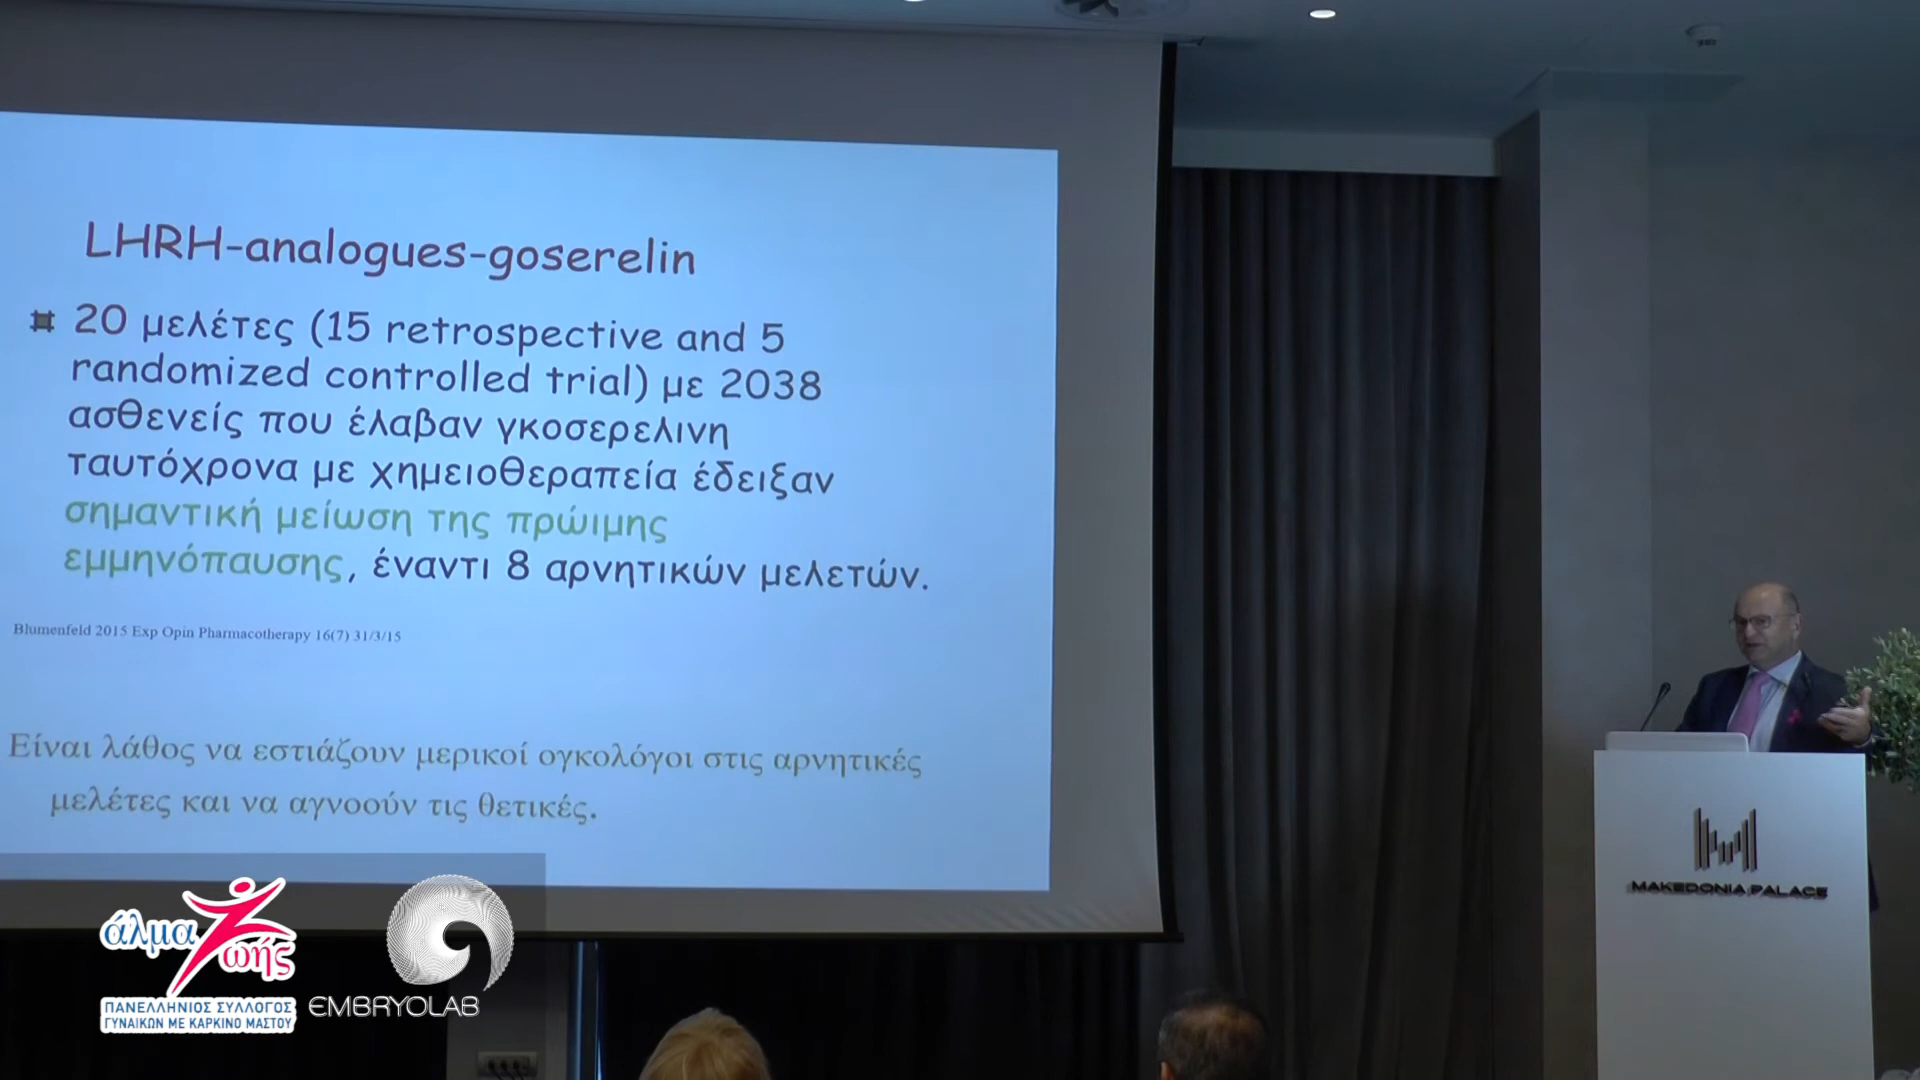 LHRH-analogues-goserelin
20 μελέτες (15 retrospective and 5
randomized controlled trial) με 2038
ασθενείς που έλαβαν γκοσερελινη
ταυτόχρονα με χημειοθεραπεία έδειξαν
σημαντική μείωση της πρώιμης
εμμηνόπαυσης, έναντι 8 αρνητικών μελετών.
Blumenfeld 2015 Exp Opin Pharmacotherapy 16(7) 31/3/15
Είναι λάθος να εστιάζουν μερικοί ογκολόγοι στις αρνητικές
μελέτες και να αγνοούν τις θετικές.
άλμα
Ζωής
ΠΑΝΕΛΛΗΝΙΟΣ ΣΥΛΛΟΓΟΣ
ΓΥΝΑΙΚΩΝ ΜΕ ΚΑΡΚΙΝΟ ΜΑΣΤΟΥ
EMBRYOLAB
MAKEDONIA PALACE